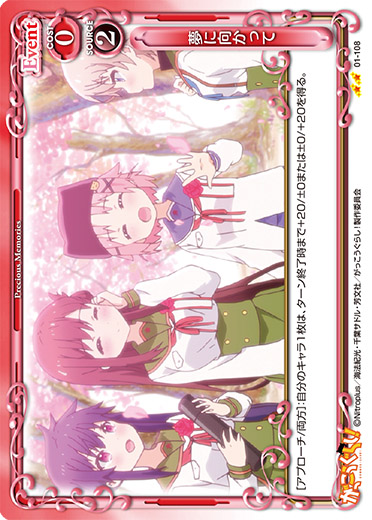 Event
COST
0
SOURCE
2
夢に向かって
01-108
Precious Memories
[アプローチ/両方]:自分のキャラ1枚は、ターン終了時まで+20/±0または±0/+20を得る。
©Nitroplus／海法紀光・千葉サドル・芳文社／がっこうぐらし!製作委員会
がっこうぐらし!